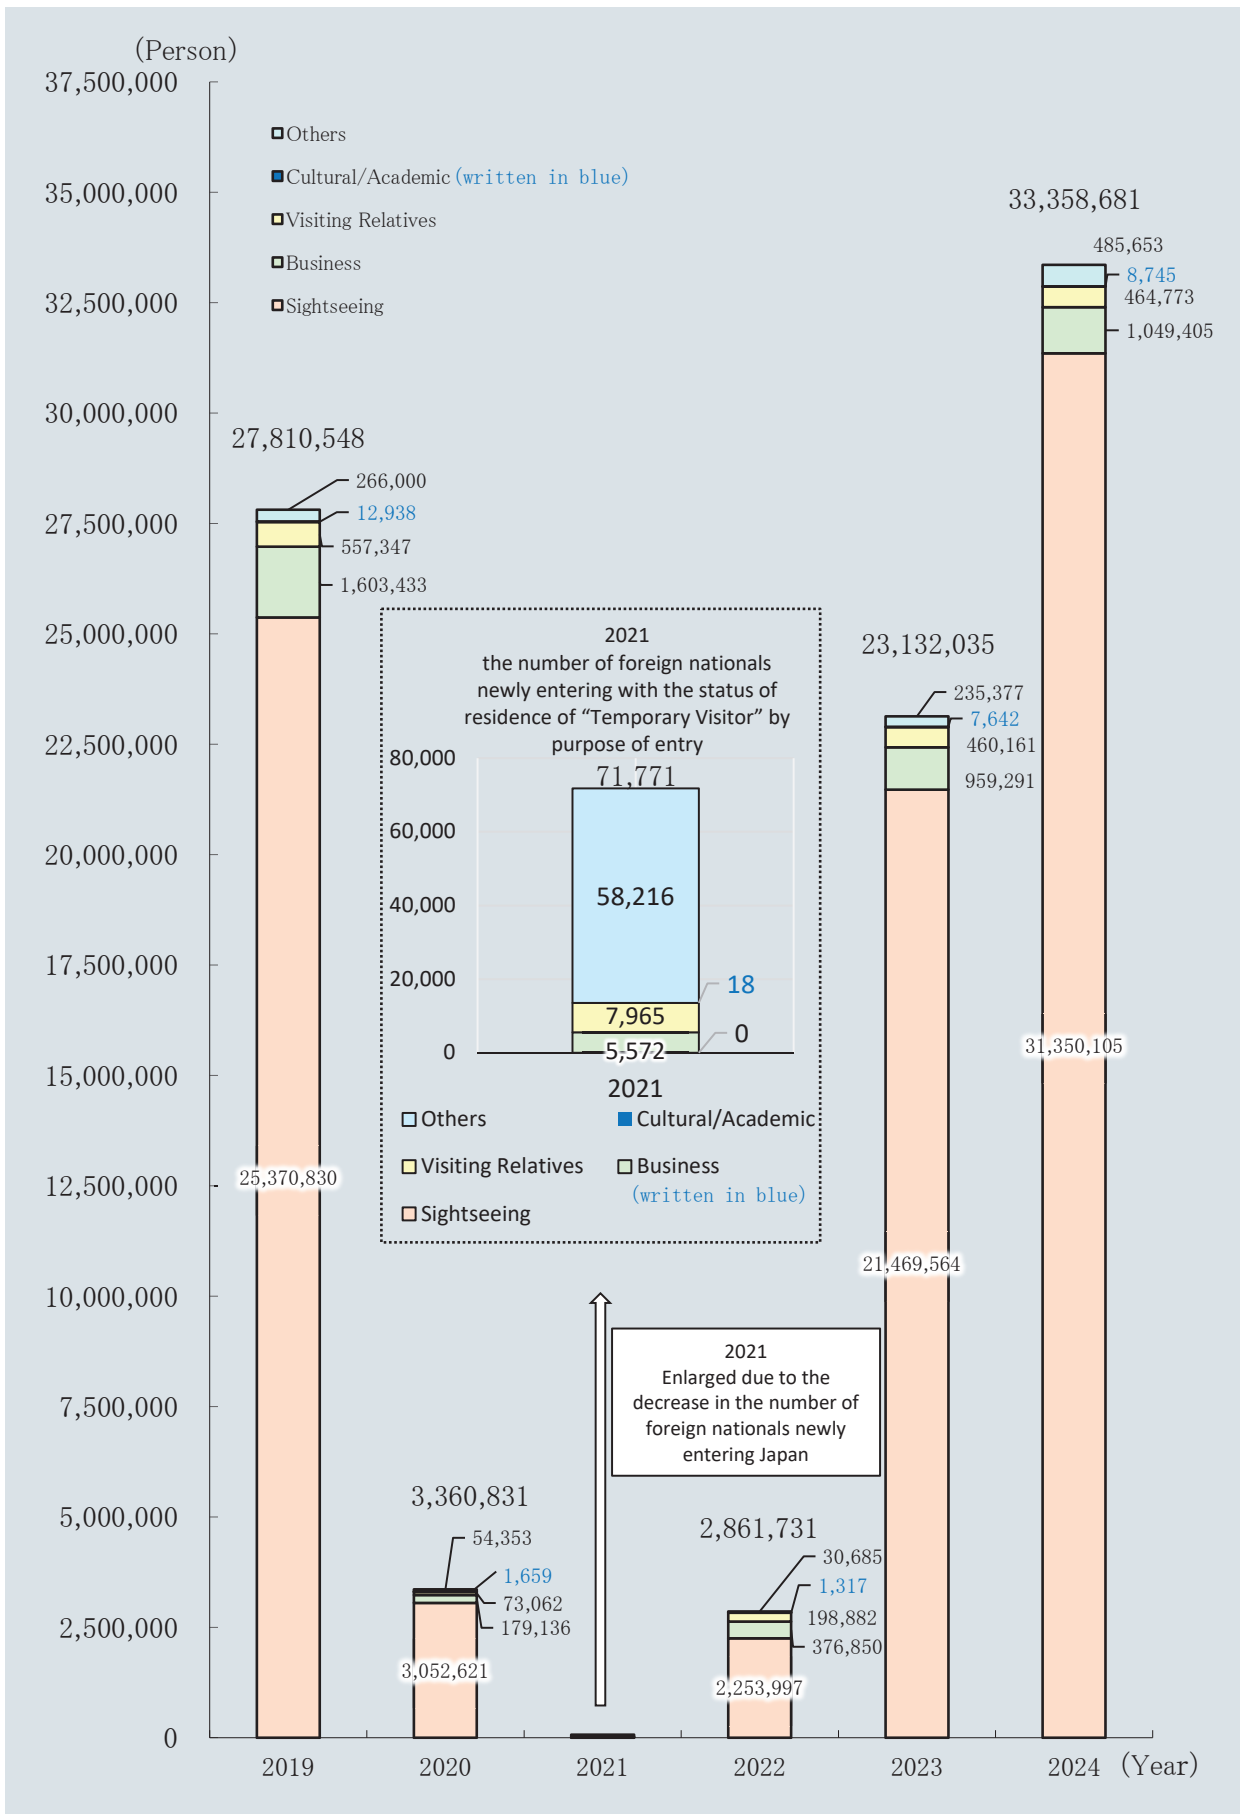 (Person)
37,500,000
35,000,000
32,500,000
30,000,000
27,500,000
25,000,000
22,500,000
20,000,000
17,500,000
15,000,000
12,500,000
10,000,000
7,500,000
5,000,000
2,500,000
0
Others
Cultural/Academic (written in blue)
Visiting Relatives
Business
Sightseeing
27,810,548
266,000
12,938
557,347
1,603,433
25,370,830
3,360,831
54,353
1,659
73,062
179,136
3,052,621
2021
the number of foreign nationals
newly entering with the status of
residence of “Temporary Visitor” by
purpose of entry
80,000
60,000
40,000
20,000
0
71,771
58,216
18
7,965
0
5,572
2021
Others
Cultural/Academic
Visiting Relatives
Business
(written in blue)
Sightseeing
2021
Enlarged due to the
decrease in the number of
foreign nationals newly
entering Japan
2,861,731
30,685
1,317
198,882
376,850
2,253,997
23,132,035
235,377
7,642
460,161
959,291
21,469,564
33,358,681
485,653
8,745
464,773
1,049,405
31,350,105
2019 2020 2021 2022 2023 2024 (Year)